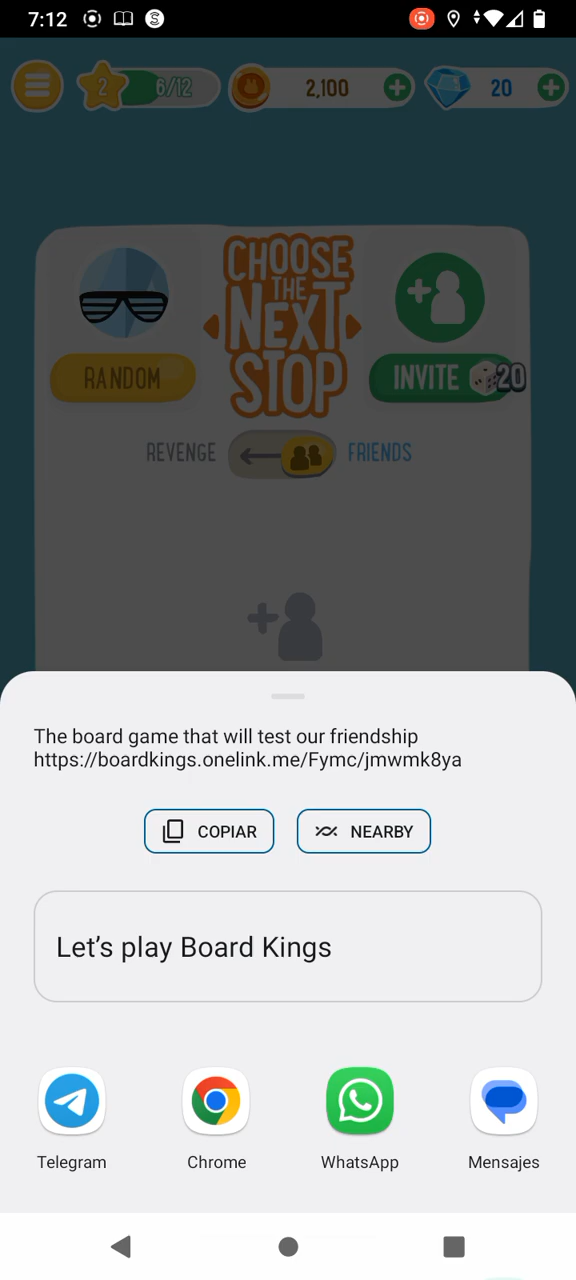 7:12
2
6/12
2,100
20
CHOOSE
THE
NEXT
STOP
RANDOM
INVITE 20
REVENGE
FRIENDS
The board game that will test our friendship
https://boardkings.onelink.me/Fymc/jmwmk8ya
COPIAR
NEARBY
Let's play Board Kings
Telegram
Chrome
WhatsApp
Mensajes